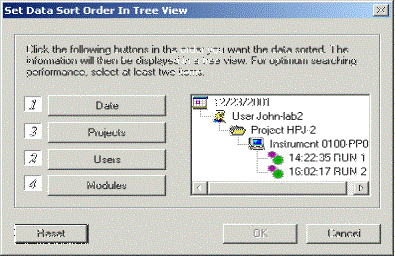 Set Data Sort Order In Tree View
Click the following buttons in the order you want the data sorted. The
information will then be displayed in a tree view. For optimum searching
performance, select at least two items.
1 Date
3 Projects
2 Users
4 Modules
12/23/2001
User John-lab2
Project HPJ-2
Instrument 0100-PP0
14:22:35 RUN 1
16:02:17 RUN 2
Reset OK Cancel